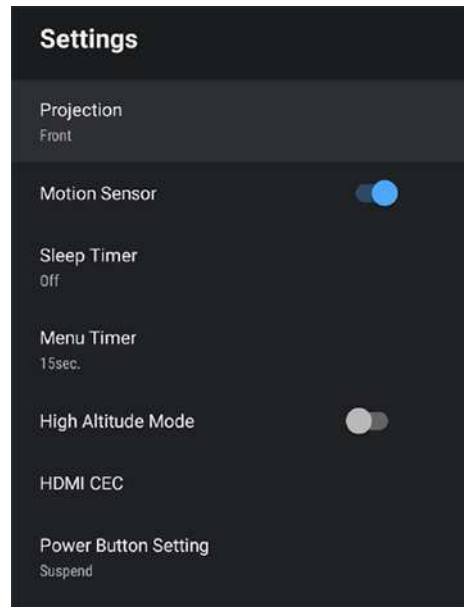 Settings
Projection
Front
Motion Sensor
Sleep Timer
Off
Menu Timer
15sec.
High Altitude Mode
HDMI CEC
Power Button Setting
Suspend